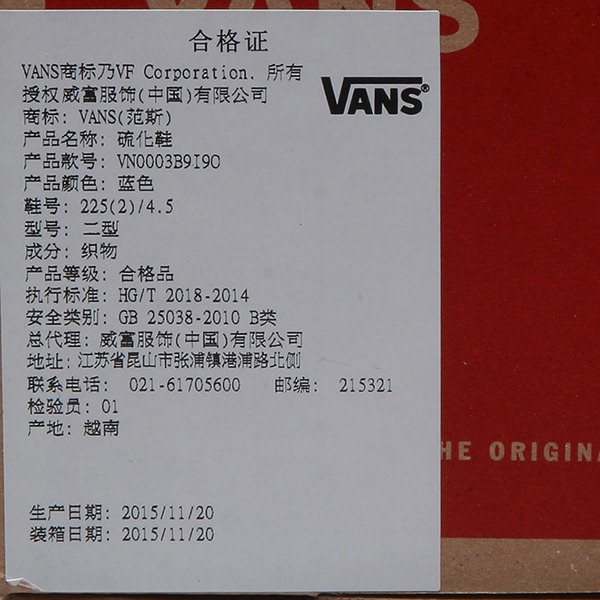 VANS
合格证
VANS商标乃VF Corporation. 所有
授权威富服饰(中国)有限公司
VANS®
商标: VANS(范斯)
产品名称: 硫化鞋
产品款号: VN0003B9I9O
产品颜色: 蓝色
鞋号: 225(2)/4.5
型号: 二型
成分: 织物
产品等级: 合格品
执行标准: HG/T 2018-2014
安全类别: GB 25038-2010 B类
总代理: 威富服饰(中国)有限公司
地址: 江苏省昆山市张浦镇港浦路北侧
联系电话: 021-61705600 邮编: 215321
检验员: 01
产地: 越南
HE ORIGINA
生产日期: 2015/11/20
装箱日期: 2015/11/20